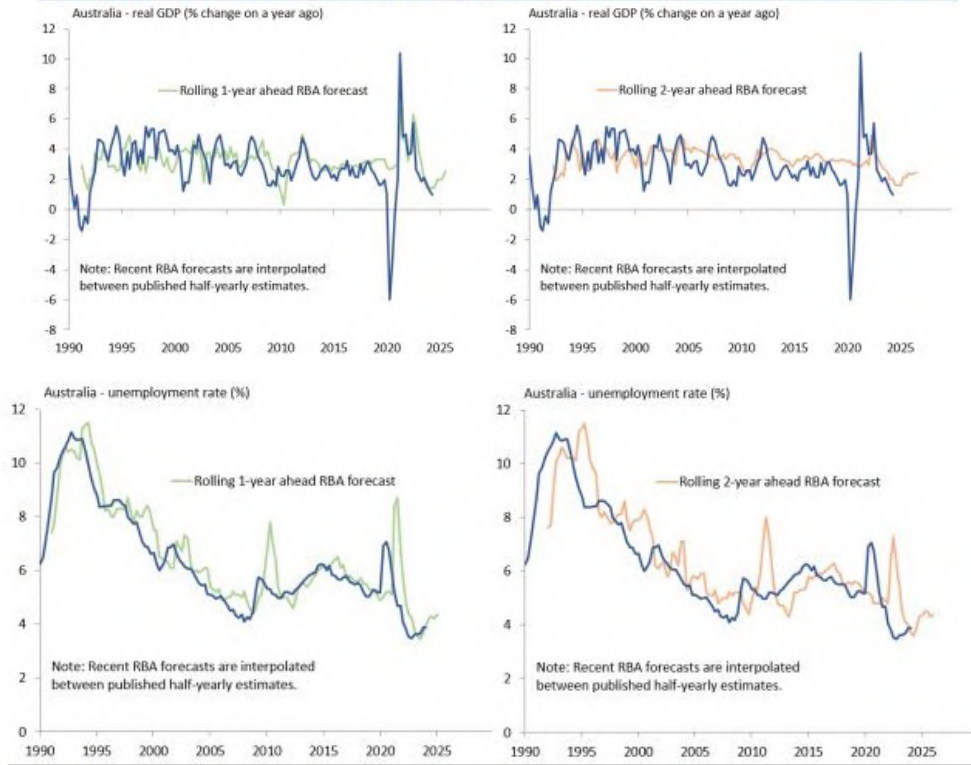 Australia - real GDP (% change on a year ago)
12
10
8
6
4
2
0
-2
-4
-6
-8
Rolling 1-year ahead RBA forecast
Note: Recent RBA forecasts are interpolated
between published half-yearly estimates.
1990 1995 2000 2005 2010 2015 2020 2025
Australia - real GDP (% change on a year ago)
12
10
8
6
4
2
0
-2
-4
-6
-8
Rolling 2-year ahead RBA forecast
Note: Recent RBA forecasts are interpolated
between published half-yearly estimates.
1990 1995 2000 2005 2010 2015 2020 2025
Australia - unemployment rate (%)
12
10
8
6
4
2
0
Rolling 1-year ahead RBA forecast
Note: Recent RBA forecasts are interpolated
between published half-yearly estimates.
1990 1995 2000 2005 2010 2015 2020 2025
Australia - unemployment rate (%)
12
10
8
6
4
2
0
Rolling 2-year ahead RBA forecast
Note: Recent RBA forecasts are interpolated
between published half-yearly estimates.
1990 1995 2000 2005 2010 2015 2020 2025